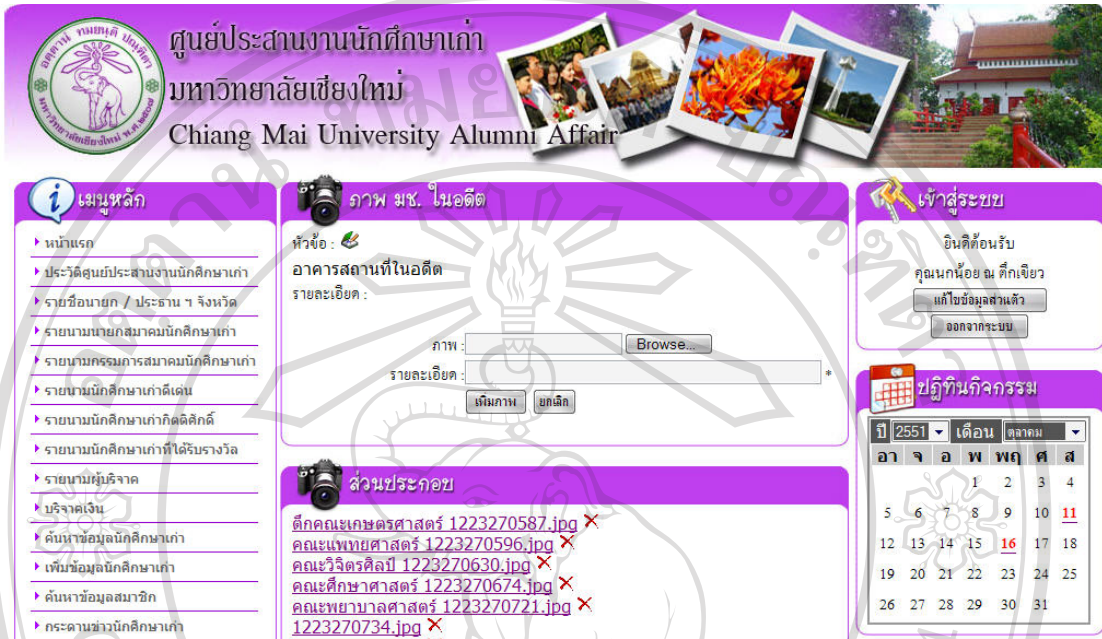 ศูนย์ประสานงานนักศึกษาเก่า
มหาวิทยาลัยเชียงใหม่
Chiang Mai University Alumni Affair
เมนูหลัก
หน้าแรก
ประวัติศูนย์ประสานงานนักศึกษาเก่า
รายชื่อนายก / ประธาน ฯ จังหวัด
รายนามนายกสมาคมนักศึกษาเก่า
รายนามกรรมการสมาคมนักศึกษาเก่า
รายนามนักศึกษาเก่าดีเด่น
รายนามนักศึกษาเก่ากิตติศักดิ์
รายนามนักศึกษาเก่าที่ได้รับรางวัล
รายนามผู้บริจาค
บริจาคเงิน
ค้นหาข้อมูลนักศึกษาเก่า
เพิ่มข้อมูลนักศึกษาเก่า
ค้นหาข้อมูลสมาชิก
กระดานข่าวนักศึกษาเก่า
ภาพ มช. ในอดีต
หัวข้อ :
อาคารสถานที่ในอดีต
รายละเอียด :
ภาพ : Browse...
รายละเอียด : *
เพิ่มภาพ ยกเลิก
ส่วนประกอบ
ตึกคณะเกษตรศาสตร์ 1223270587.jpg
คณะแพทยศาสตร์ 1223270596.jpg
คณะวิจิตรศิลป์ 1223270630.jpg
คณะศึกษาศาสตร์ 1223270674.jpg
คณะพยาบาลศาสตร์ 1223270721.jpg
1223270734.jpg
เข้าสู่ระบบ
ยินดีต้อนรับ
คุณนกน้อย ณ ตึกเขียว
แก้ไขข้อมูลส่วนตัว
ออกจากระบบ
ปฏิทินกิจกรรม
ปี 2551 เดือน ตุลาคม
อา จ อ พ พฤ ศ ส
1 2 3 4
5 6 7 8 9 10 11
12 13 14 15 16 17 18
19 20 21 22 23 24 25
26 27 28 29 30 31